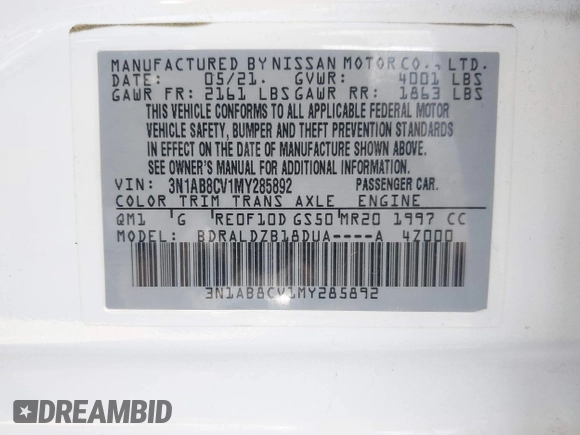 MANUFACTURED BY NISSAN MOTOR CO., LTD.
DATE: 05/21. GVWR: 4001 LBS
GAWR FR: 2161 LBS GAWR RR: 1863 LBS
THIS VEHICLE CONFORMS TO ALL APPLICABLE FEDERAL MOTOR
VEHICLE SAFETY, BUMPER AND THEFT PREVENTION STANDARDS
IN EFFECT ON THE DATE OF MANUFACTURE SHOWN ABOVE.
SEE OWNER'S MANUAL FOR ADDITIONAL INFORMATION.
VIN: 3N1AB8CV1MY285892 PASSENGER CAR.
COLOR TRIM TRANS AXLE ENGINE
QM1 G RE0F10D GS50 MR20 1997 CC
MODEL: BDRALDZB18DUA----A 4Z000
3N1AB8CV1MY285892
DREAMBID